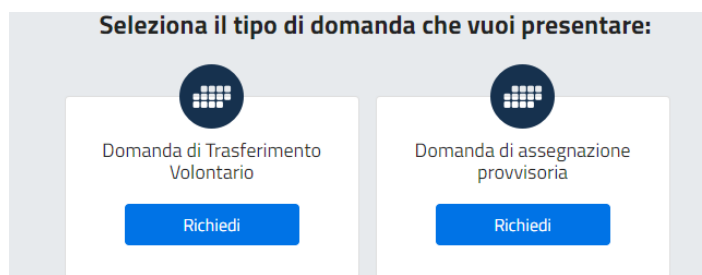 Seleziona il tipo di domanda che vuoi presentare:
Domanda di Trasferimento
Volontario
Richiedi
Domanda di assegnazione
provvisoria
Richiedi